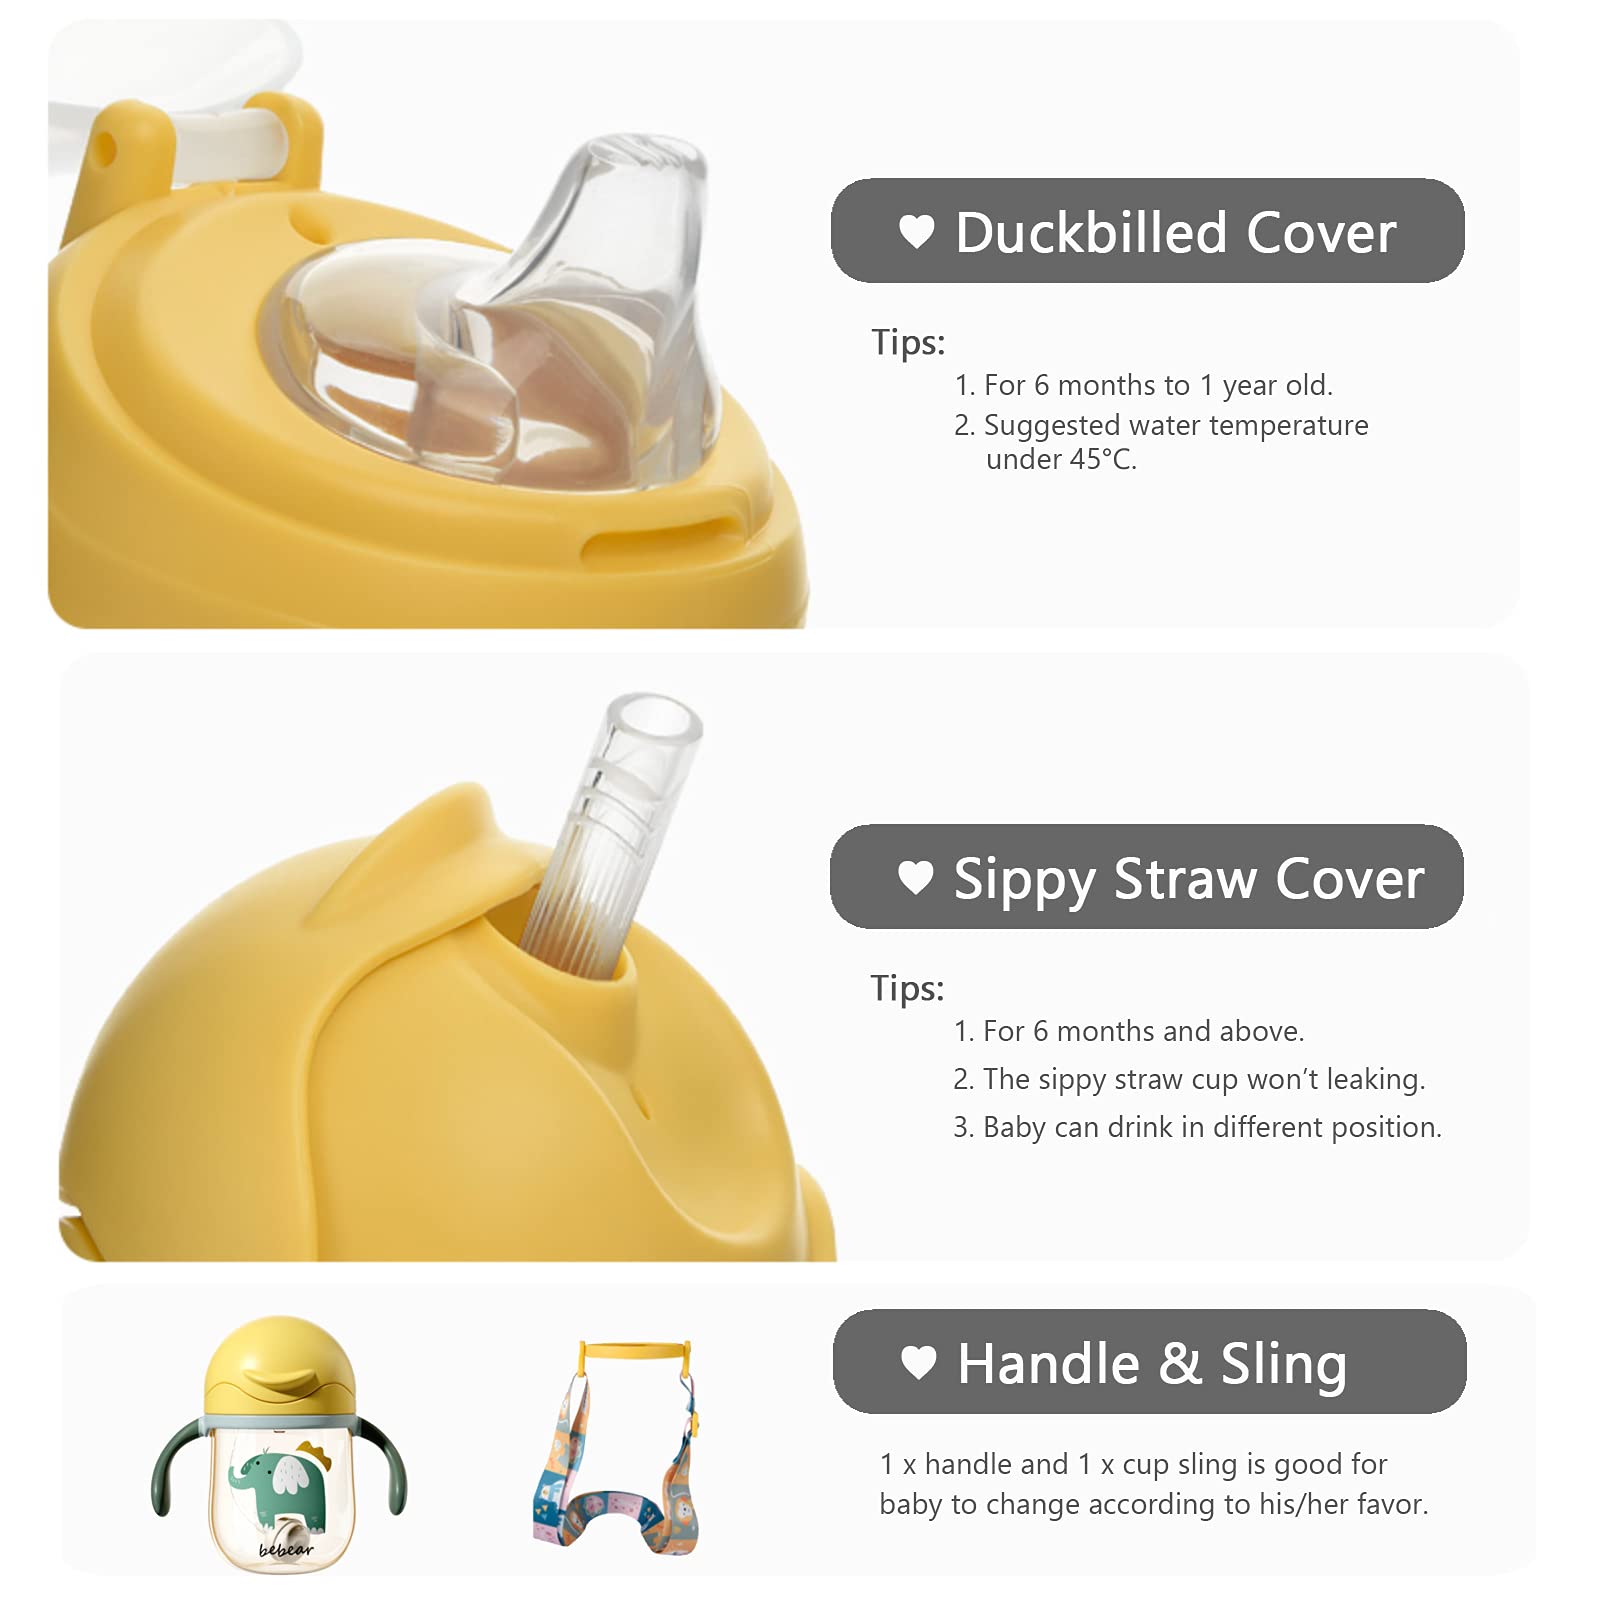 Duckbilled Cover
Tips:
1. For 6 months to 1 year old.
2. Suggested water temperature
under 45°C.
Sippy Straw Cover
Tips:
1. For 6 months and above.
2. The sippy straw cup won’t leaking.
3. Baby can drink in different position.
Handle & Sling
1 x handle and 1 x cup sling is good for
baby to change according to his/her favor.
bebear